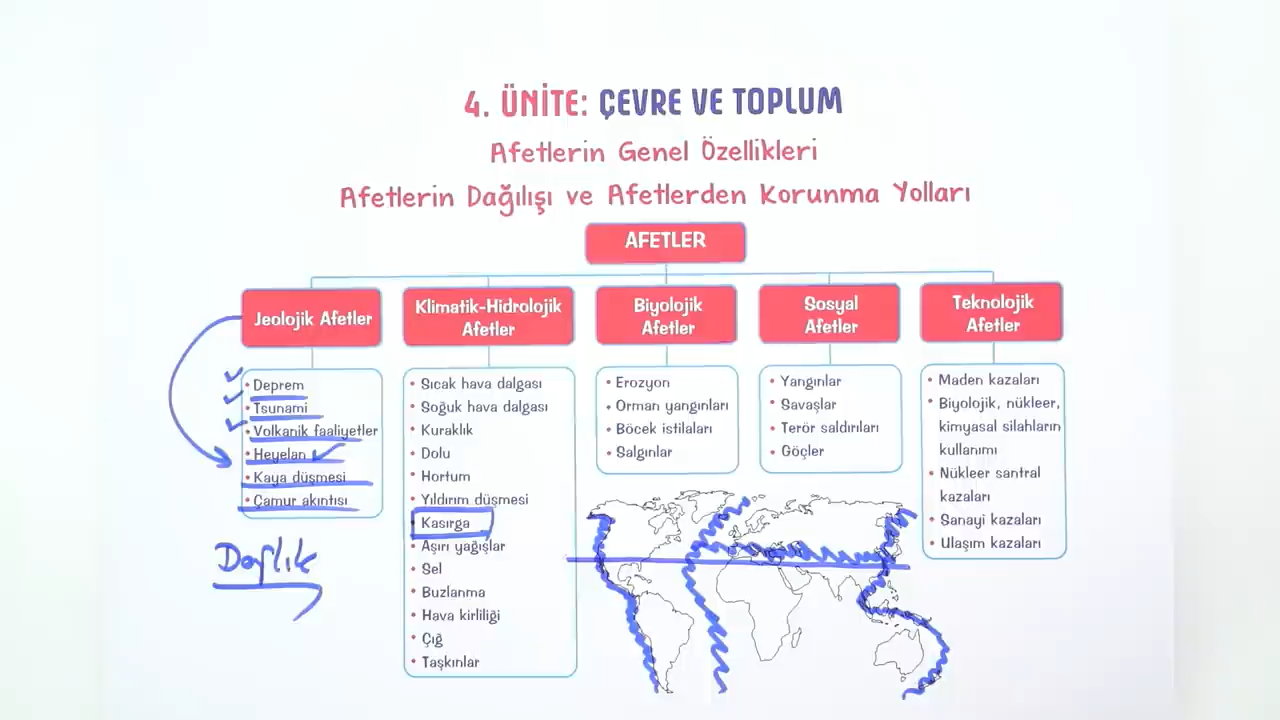 4. ÜNİTE: ÇEVRE VE TOPLUM
Afetlerin Genel Özellikleri
Afetlerin Dağılışı ve Afetlerden Korunma Yolları
AFETLER
Jeolojik Afetler
• Deprem
• Tsunami
• Volkanik faaliyetler
• Heyelan
• Kaya düşmesi
• Çamur akıntısı
Dağlık
Klimatik-Hidrolojik
Afetler
• Sıcak hava dalgası
• Soğuk hava dalgası
• Kuraklık
• Dolu
• Hortum
• Yıldırım düşmesi
• Kasırga
• Aşırı yağışlar
• Sel
• Buzlanma
• Hava kirliliği
• Çığ
• Taşkınlar
Biyolojik
Afetler
• Erozyon
• Orman yangınları
• Böcek istilaları
• Salgınlar
Sosyal
Afetler
• Yangınlar
• Savaşlar
• Terör saldırıları
• Göçler
Teknolojik
Afetler
• Maden kazaları
• Biyolojik, nükleer,
kimyasal silahların
kullanımı
• Nükleer santral
kazaları
• Sanayi kazaları
• Ulaşım kazaları